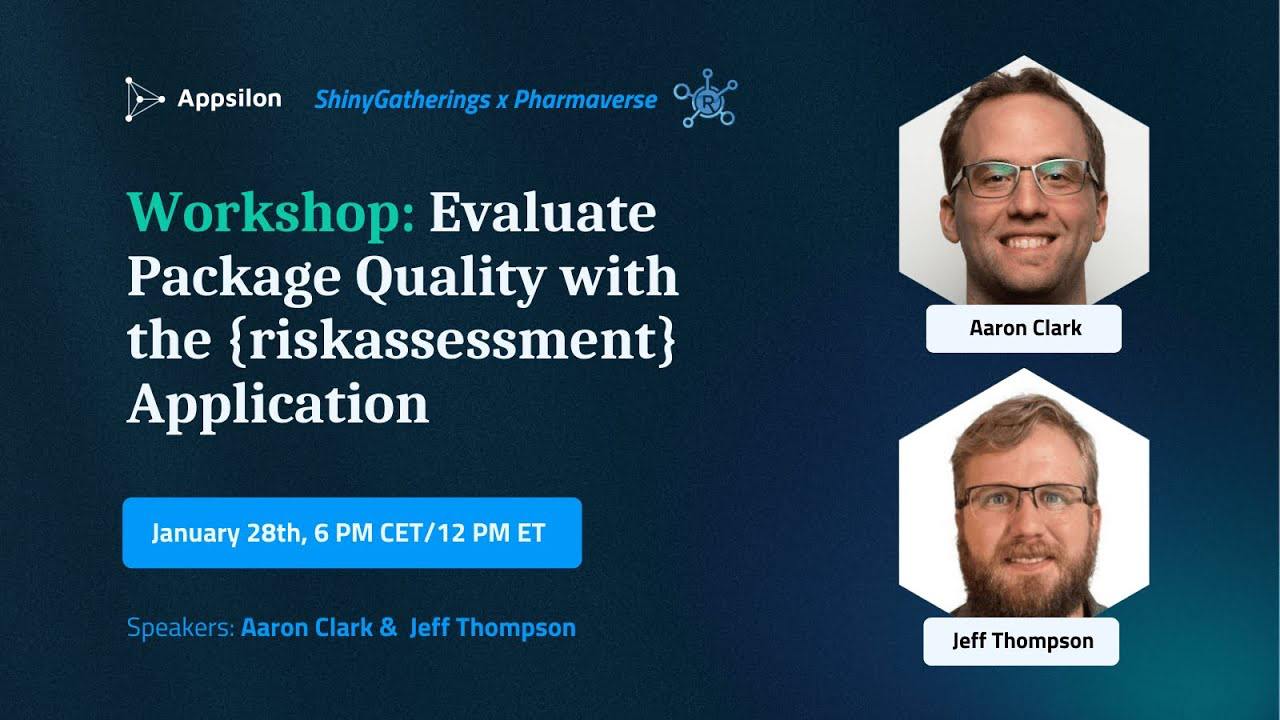 Appsilon
ShinyGatherings x Pharmaverse
R
Workshop: Evaluate
Package Quality with
the {riskassessment}
Application
January 28th, 6 PM CET/12 PM ET
Speakers: Aaron Clark & Jeff Thompson
Aaron Clark
Jeff Thompson